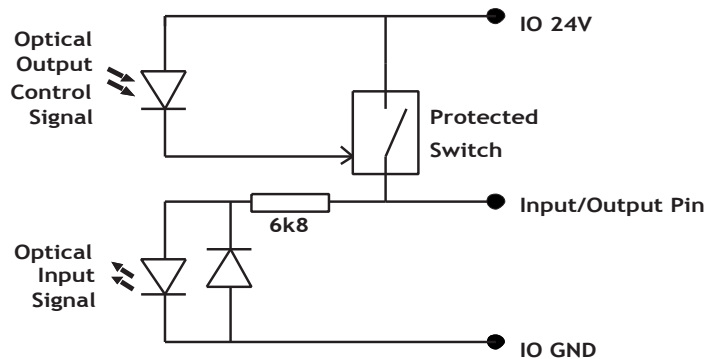 Optical
Output
Control
Signal
IO 24V
Protected
Switch
Input/Output Pin
6k8
Optical
Input
Signal
IO GND